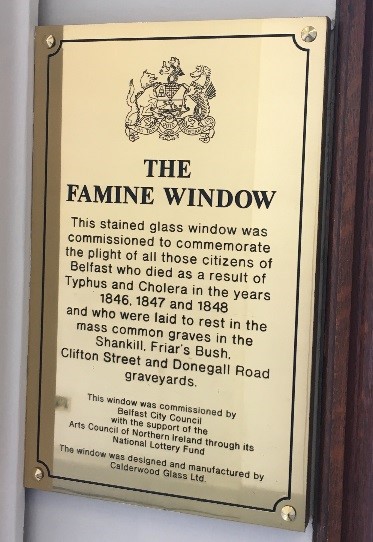 THE
FAMINE WINDOW
This stained glass window was
commissioned to commemorate
the plight of all those citizens of
Belfast who died as a result of
Typhus and Cholera in the years
1846, 1847 and 1848
and who were laid to rest in the
mass common graves in the
Shankill, Friar's Bush,
Clifton Street and Donegall Road
graveyards.
This window was commissioned by
Belfast City Council
with the support of the
Arts Council of Northern Ireland through its
National Lottery Fund
The window was designed and manufactured by
Calderwood Glass Ltd.